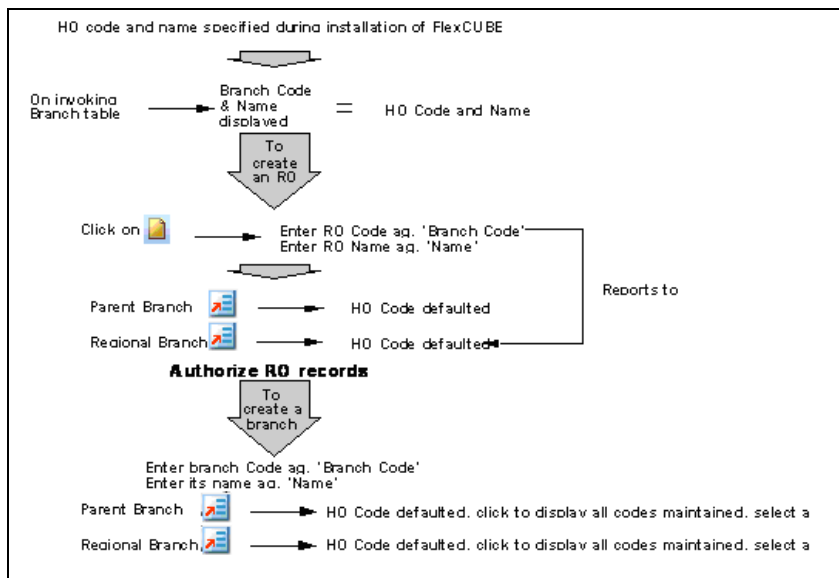 HO code and name specified during installation of FlexCUBE
On invoking
Branch table
Branch Code
& Name
displayed
=
HO Code and Name
To
create
an RO
Click on
Enter RO Code ag. 'Branch Code'
Enter RO Name ag. 'Name'
Reports to
Parent Branch
HO Code defaulted
Regional Branch
HO Code defaulted
Authorize RO records
To
create a
branch
Enter branch Code ag. 'Branch Code'
Enter its name ag. 'Name'
Parent Branch
HO Code defaulted. click to display all codes maintained. select a
Regional Branch
HO Code defaulted. click to display all codes maintained. select a